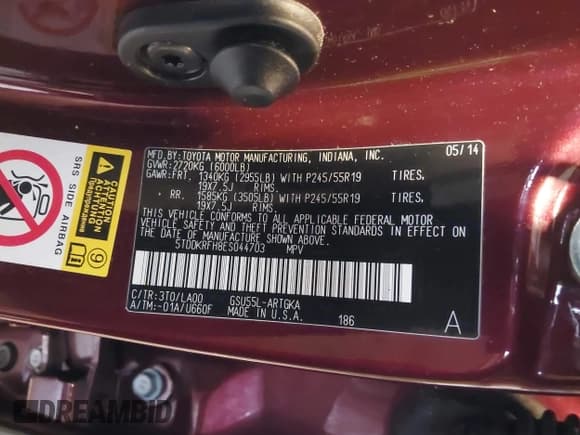 MFD.BY:TOYOTA MOTOR MANUFACTURING, INDIANA, INC. 05/14
GVWR:2720KG (6000LB)
GAWR:FRT. 1340KG (2955LB) WITH P245/55R19 TIRES,
19X7.5J RIMS.
RR. 1585KG (3505LB) WITH P245/55R19 TIRES,
19X7.5J RIMS.
THIS VEHICLE CONFORMS TO ALL APPLICABLE FEDERAL MOTOR
VEHICLE SAFETY AND THEFT PREVENTION STANDARDS IN EFFECT ON
THE DATE OF MANUFACTURE SHOWN ABOVE.
5TDDKRFH8ES044703 MPV
C/TR:3T0/LA00 GSU55L-ARTGKA
A/TM:-01A/U660F MADE IN U.S.A. 186 A
SRS SIDE AIRBAG
ACHTUNG
ATTENTION
9
DREAMBID